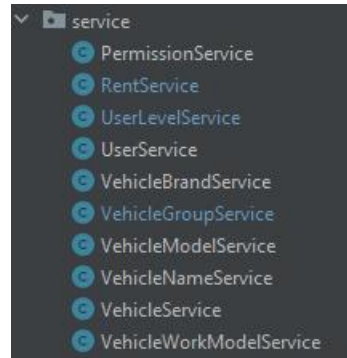 service
PermissionService
RentService
UserLevelService
UserService
VehicleBrandService
VehicleGroupService
VehicleModelService
VehicleNameService
VehicleService
VehicleWorkModelService